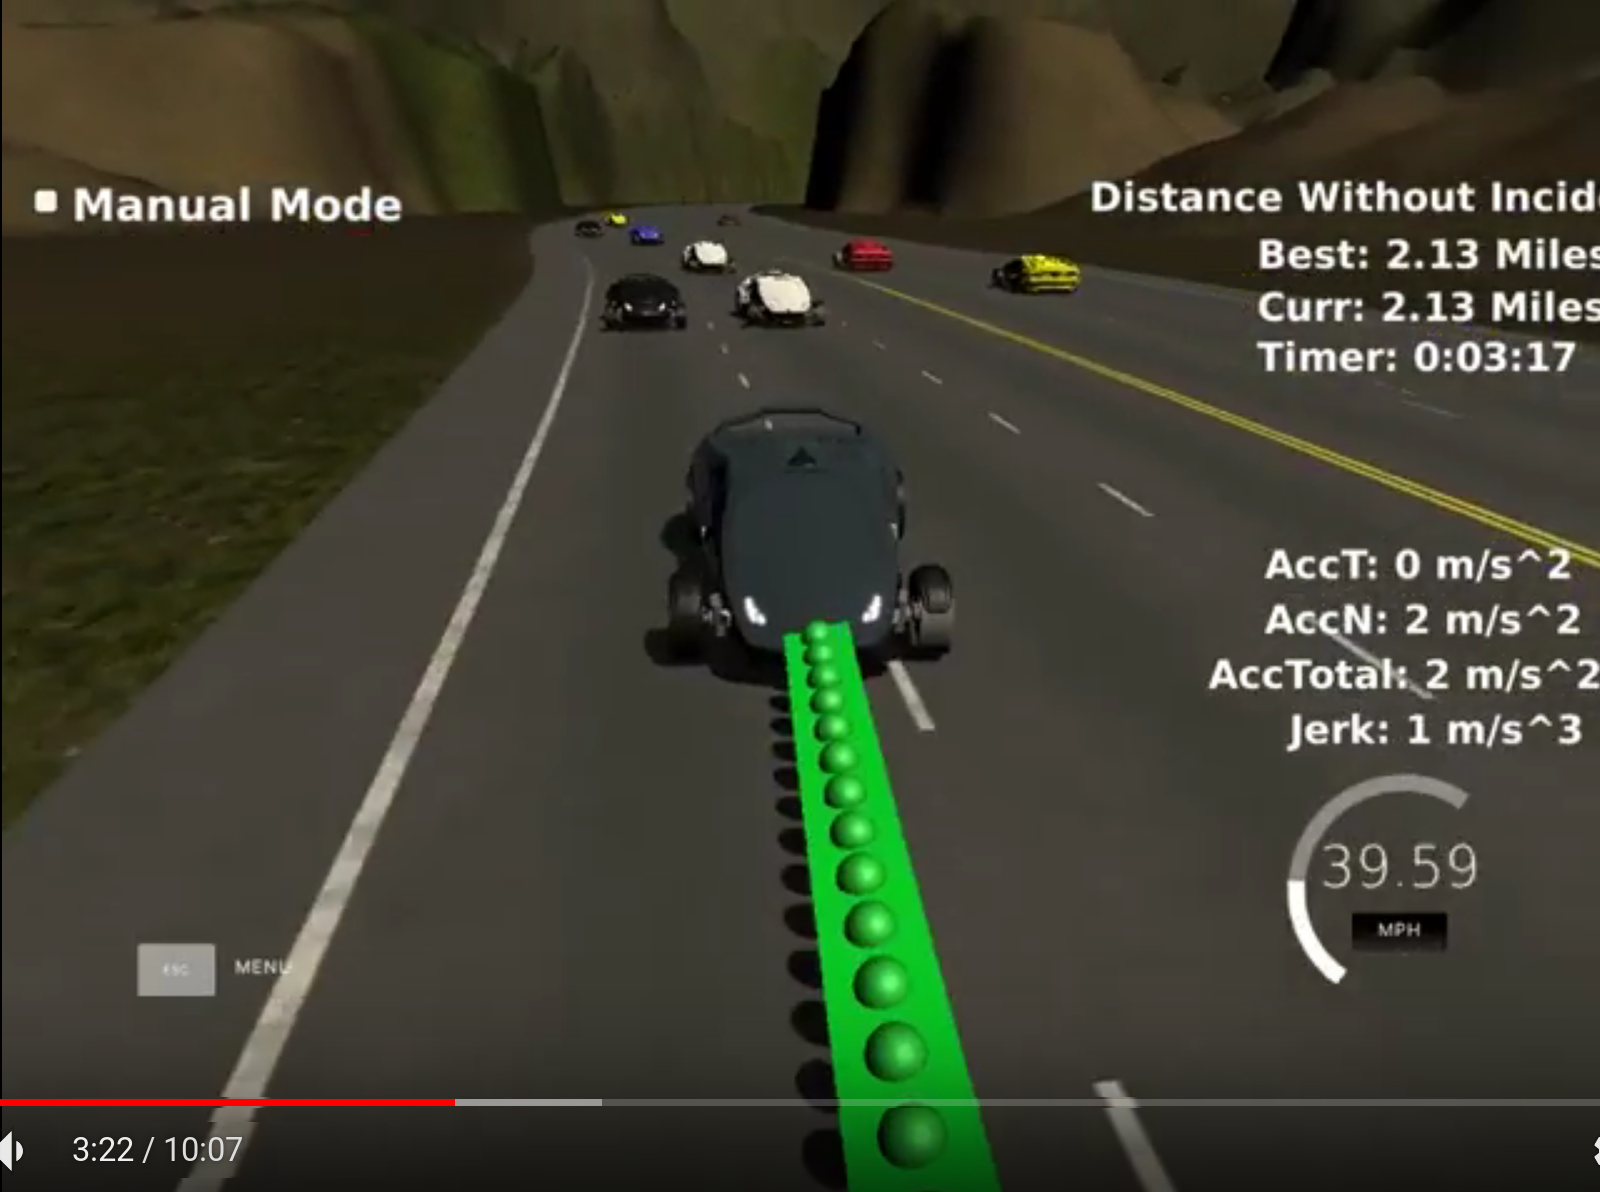 Manual Mode
Distance Without Incid
Best: 2.13 Miles
Curr: 2.13 Miles
Timer: 0:03:17
AccT: 0 m/s^2
AccN: 2 m/s^2
AccTotal: 2 m/s^2
Jerk: 1 m/s^3
39.59
MPH
ESC MENU
3:22 / 10:07